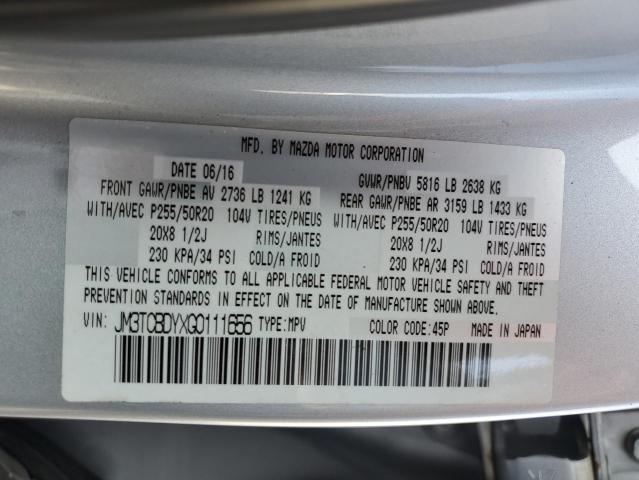 MFD. BY MAZDA MOTOR CORPORATION
DATE 06/16 GVWR/PNBV 5816 LB 2638 KG
FRONT GAWR/PNBE AV 2736 LB 1241 KG REAR GAWR/PNBE AR 3159 LB 1433 KG
WITH/AVEC P255/50R20 104V TIRES/PNEUS WITH/AVEC P255/50R20 104V TIRES/PNEUS
20X8 1/2J RIMS/JANTES 20X8 1/2J RIMS/JANTES
230 KPA/34 PSI COLD/A FROID 230 KPA/34 PSI COLD/A FROID
THIS VEHICLE CONFORMS TO ALL APPLICABLE FEDERAL MOTOR VEHICLE SAFETY AND THEFT
PREVENTION STANDARDS IN EFFECT ON THE DATE OF MANUFACTURE SHOWN ABOVE.
VIN: JM3TCBDYXG0111656 TYPE:MPV COLOR CODE:45P MADE IN JAPAN